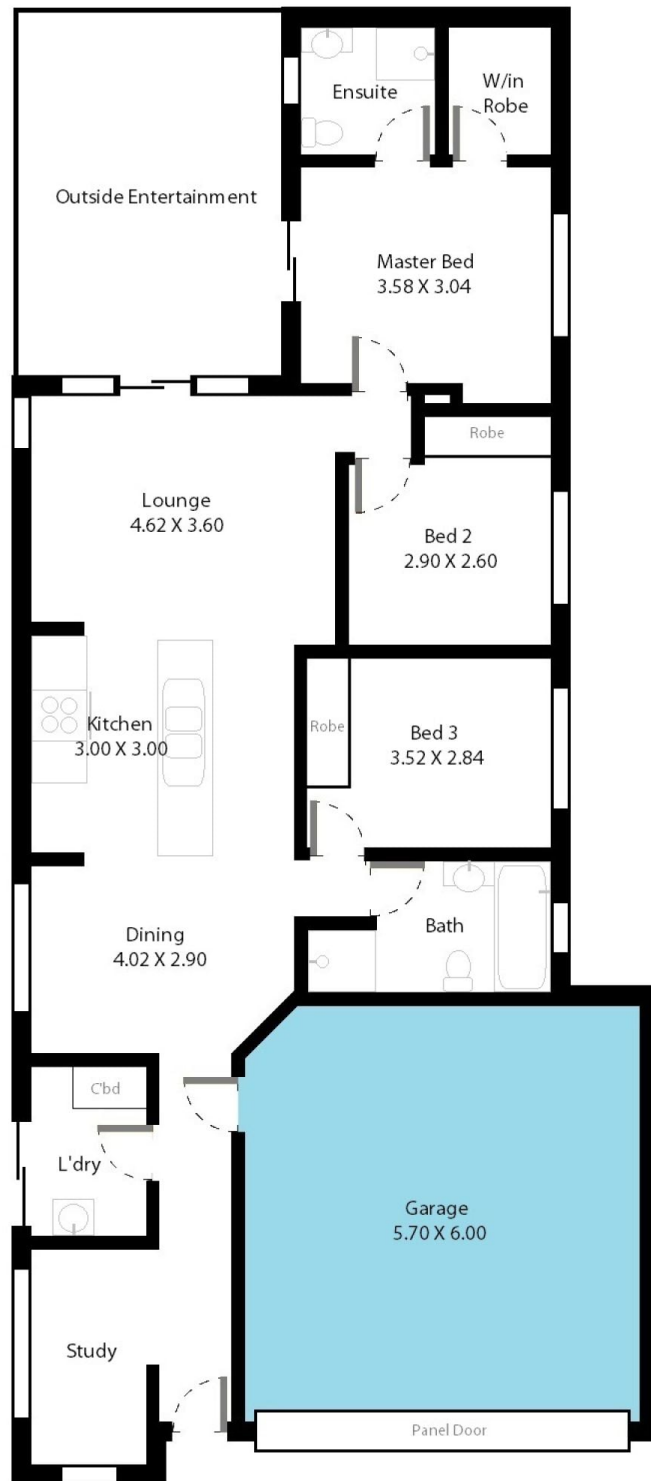 Ensuite
W/in
Robe
Outside Entertainment
Master Bed
3.58 X 3.04
Robe
Lounge
4.62 X 3.60
Bed 2
2.90 X 2.60
Kitchen
3.00 X 3.00
Robe
Bed 3
3.52 X 2.84
Dining
4.02 X 2.90
Bath
C'bd
L'dry
Garage
5.70 X 6.00
Study
Panel Door